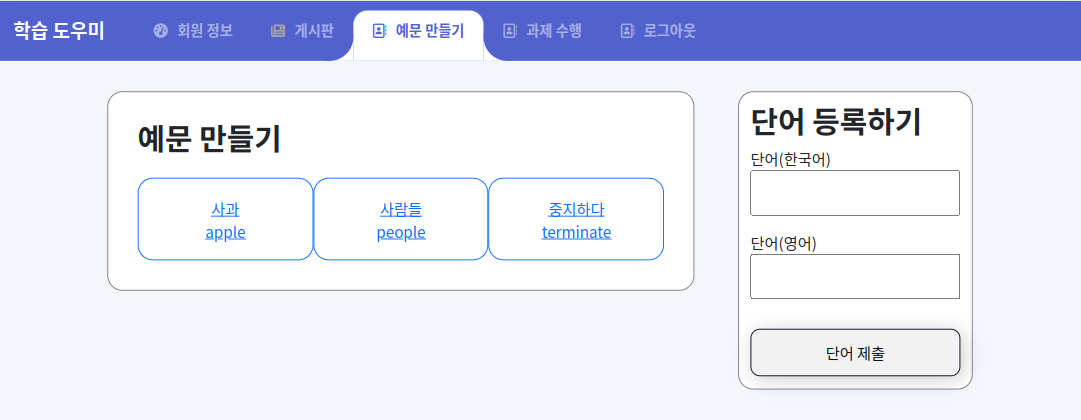 학습 도우미
회원 정보
게시판
예문 만들기
과제 수행
로그아웃
예문 만들기
사과
apple
사람들
people
중지하다
terminate
단어 등록하기
단어(한국어)
단어(영어)
단어 제출